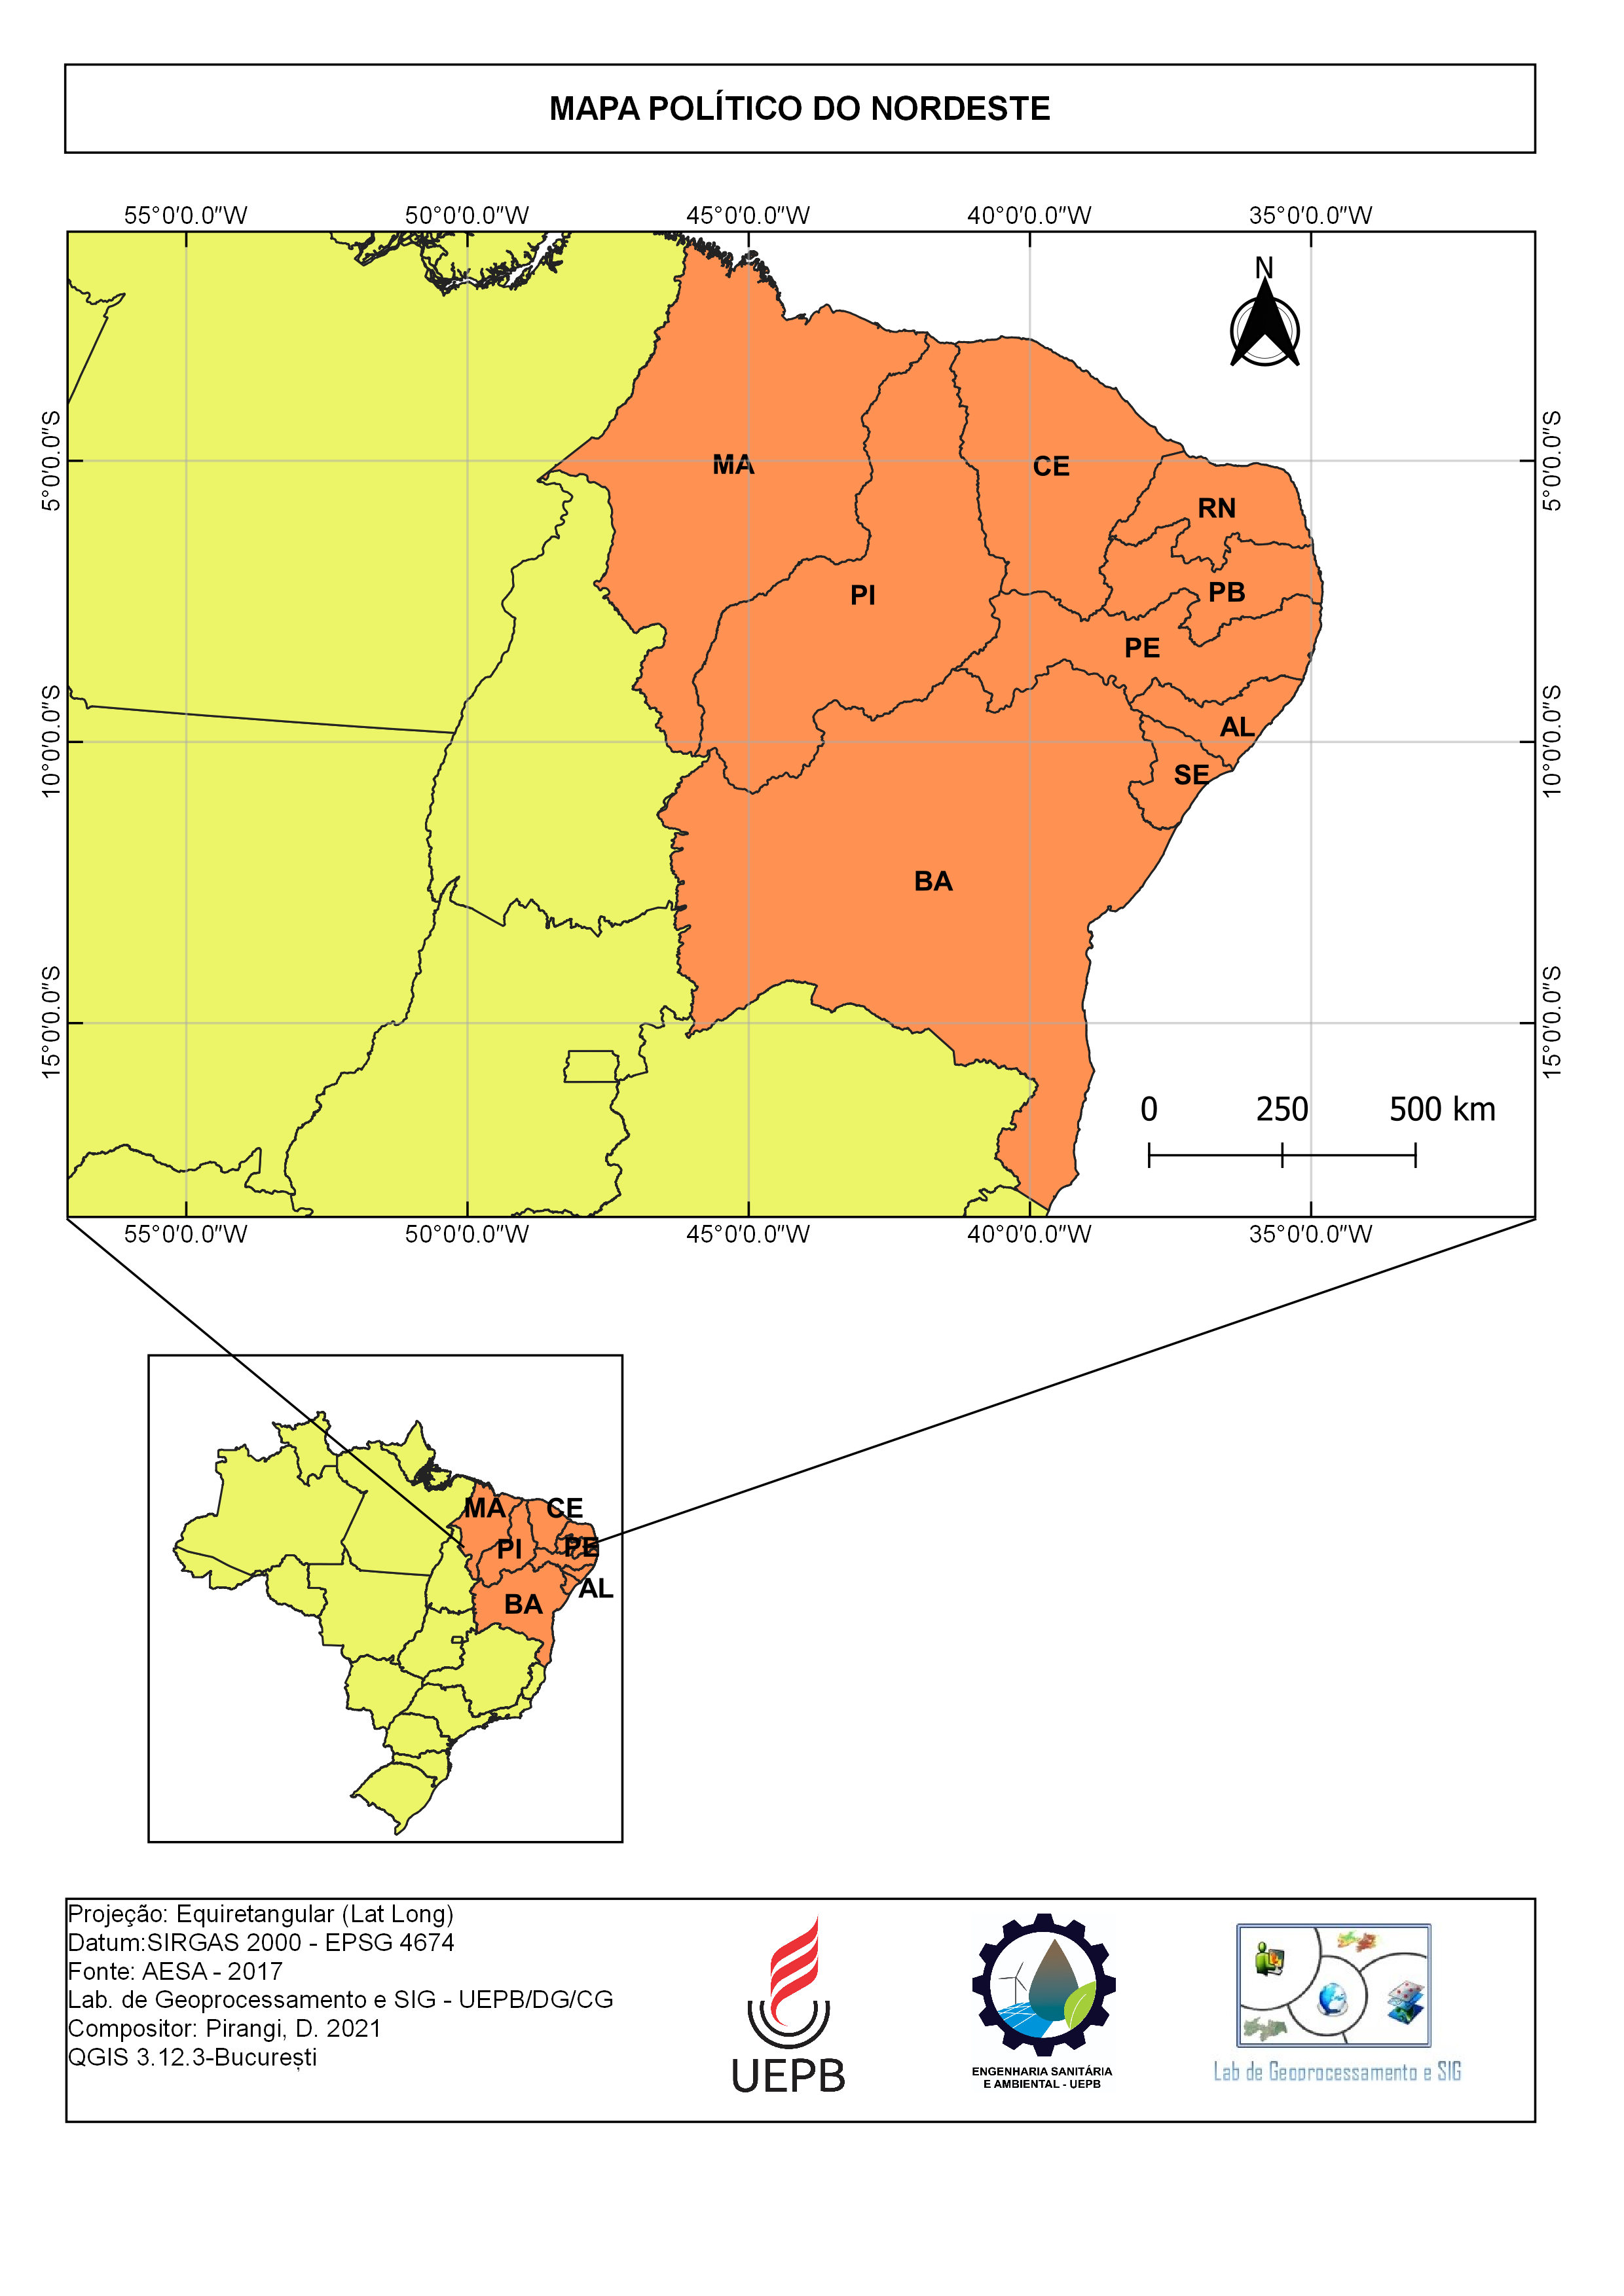 MAPA POLÍTICO DO NORDESTE
55°0'0.0"W 50°0'0.0"W 45°0'0.0"W 40°0'0.0"W 35°0'0.0"W
N
5°0'0.0"S
5°0'0.0"S
MA
CE
RN
PI
PB
PE
10°0'0.0"S
10°0'0.0"S
AL
SE
BA
15°0'0.0"S
15°0'0.0"S
0 250 500 km
55°0'0.0"W 50°0'0.0"W 45°0'0.0"W 40°0'0.0"W 35°0'0.0"W
MA
CE
PI
PE
AL
BA
Projeção: Equiretangular (Lat Long)
Datum:SIRGAS 2000 - EPSG 4674
Fonte: AESA - 2017
Lab. de Geoprocessamento e SIG - UEPB/DG/CG
Compositor: Pirangi, D. 2021
QGIS 3.12.3-București
UEPB
ENGENHARIA SANITÁRIA
E AMBIENTAL - UEPB
Lab de Geoprocessamento e SIG